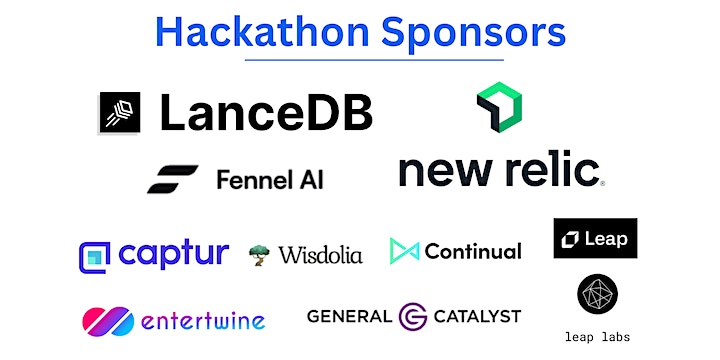 Hackathon Sponsors
LanceDB
new relic®
Fennel AI
captur
Wisdolia
Continual
Leap
entertwine
GENERAL CATALYST
leap labs